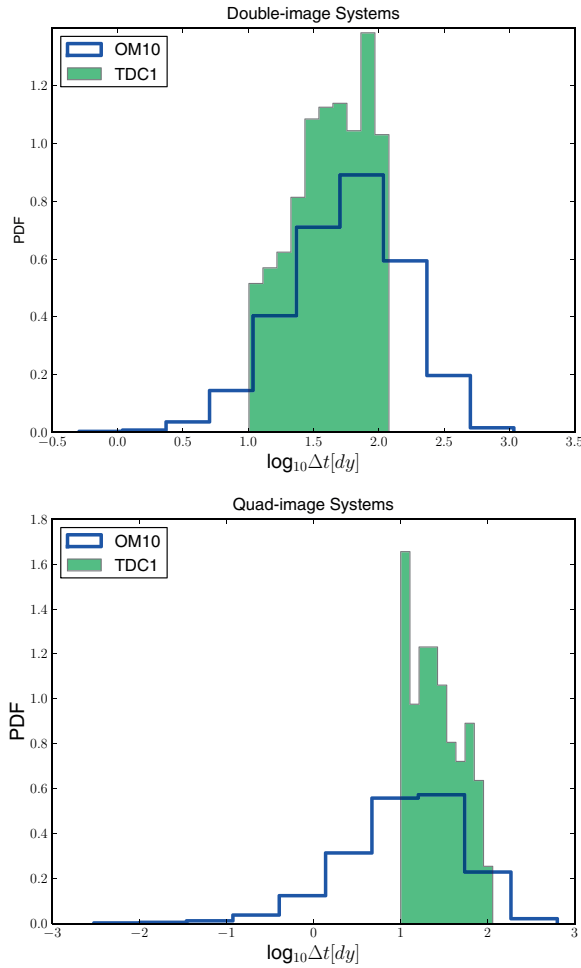 Double-image Systems
OM10
TDC1
1.2
1.0
0.8
0.6
0.4
0.2
0.0
PDF
−0.5 0.0 0.5 1.0 1.5 2.0 2.5 3.0 3.5
log₁₀Δt[dy]
Quad-image Systems
OM10
TDC1
1.8
1.6
1.4
1.2
1.0
0.8
0.6
0.4
0.2
0.0
PDF
−3 −2 −1 0 1 2 3
log₁₀Δt[dy]